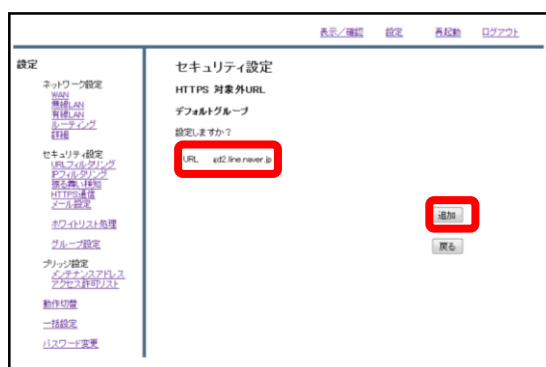 表示／確認 設定 再起動 ログアウト
設定
ネットワーク設定
WAN
無線LAN
有線LAN
ルーティング
詳細
セキュリティ設定
URLフィルタリング
IPフィルタリング
振る舞い検知
HTTPS通信
メール設定
ホワイトリスト処理
グループ設定
ブリッジ設定
メンテナンスアドレス
アクセス許可リスト
動作切替
一括設定
パスワード変更
セキュリティ設定
HTTPS 対象外URL
デフォルトグループ
設定しますか？
URL gd2.line.naver.jp
追加
戻る